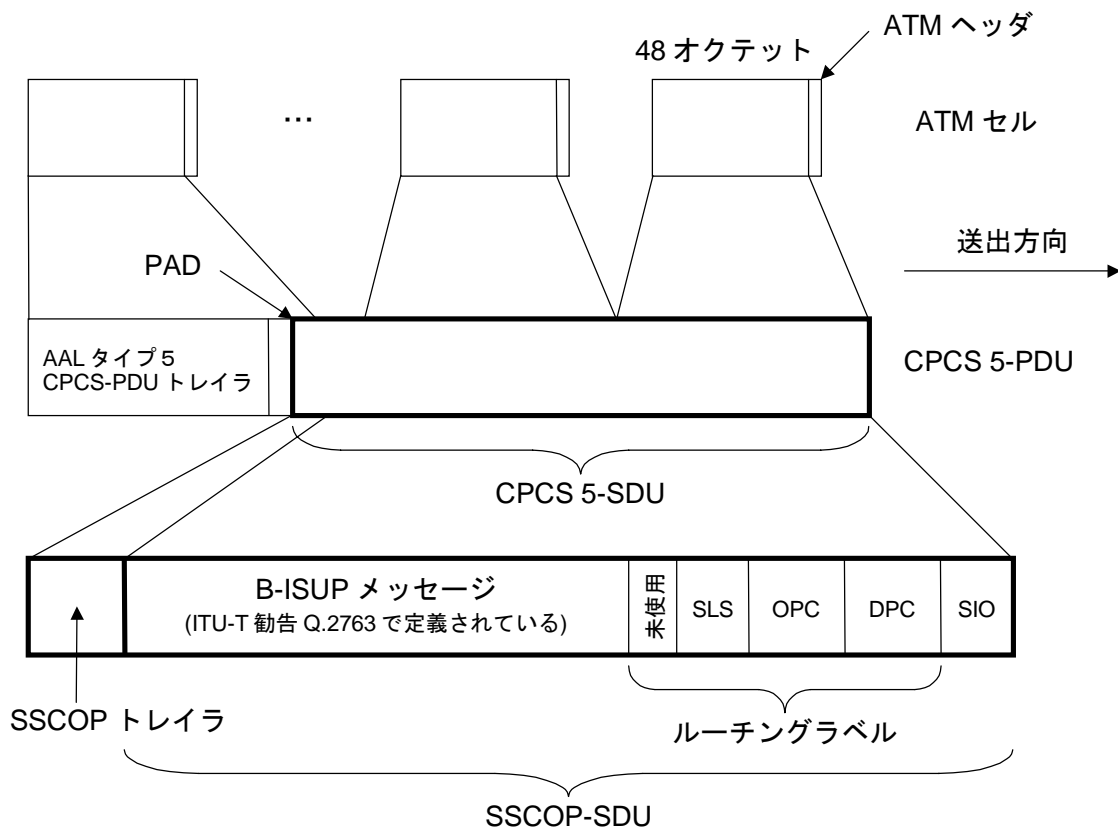 ATM ヘッダ
48 オクテット
…
ATM セル
送出方向
PAD
AAL タイプ５
CPCS-PDU トレイラ
CPCS 5-PDU
CPCS 5-SDU
B-ISUP メッセージ
(ITU-T 勧告 Q.2763 で定義されている)
未使用
SLS
OPC
DPC
SIO
SSCOP トレイラ
ルーチングラベル
SSCOP-SDU